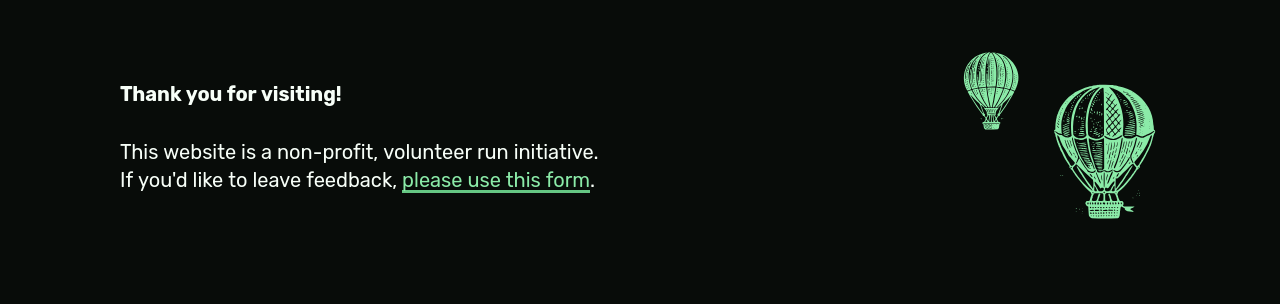 Thank you for visiting!
This website is a non-profit, volunteer run initiative.
If you'd like to leave feedback, please use this form.